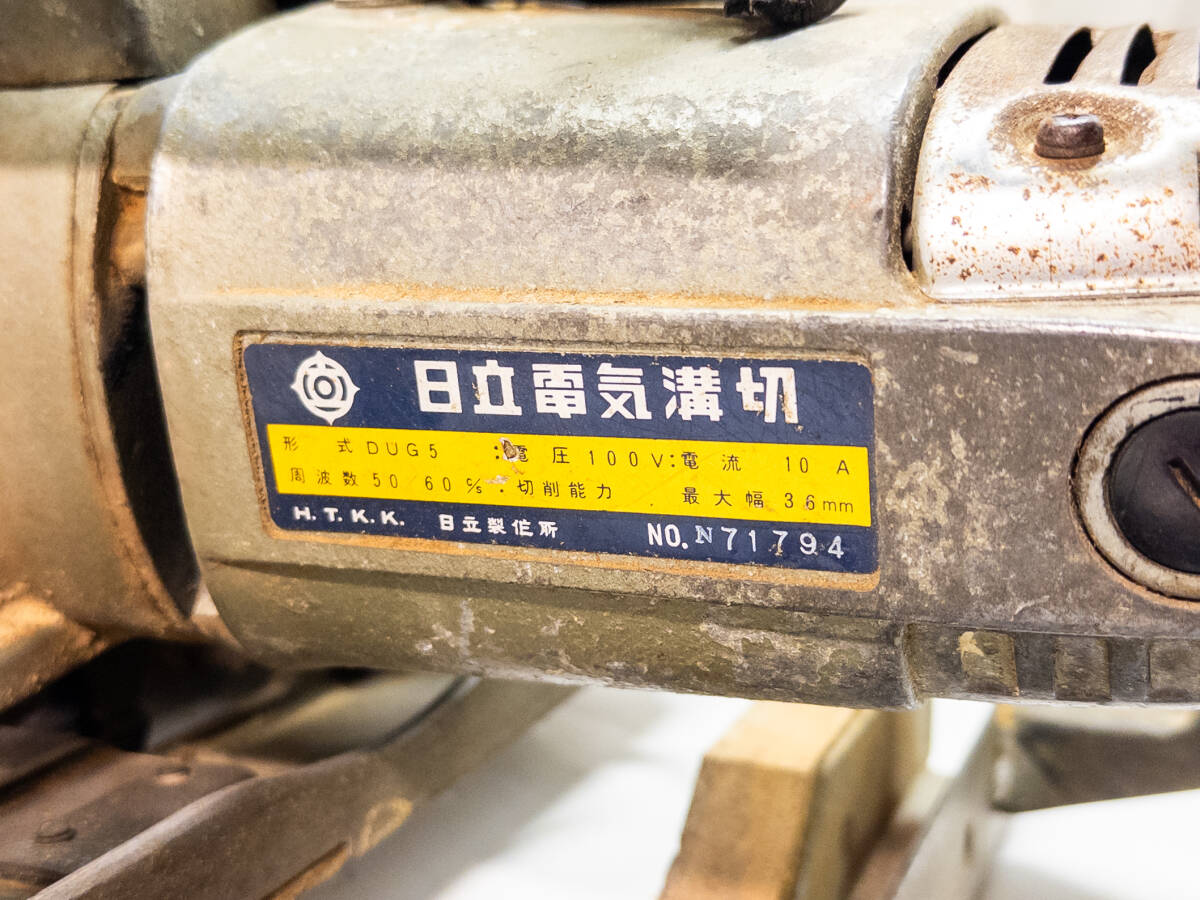 日立電気溝切
形式 DUG5 :電圧 100V:電流 10 A
周波数 50/60 c/s・切削能力 最大幅 36mm
H.T.K.K. 日立製作所 NO. N71794